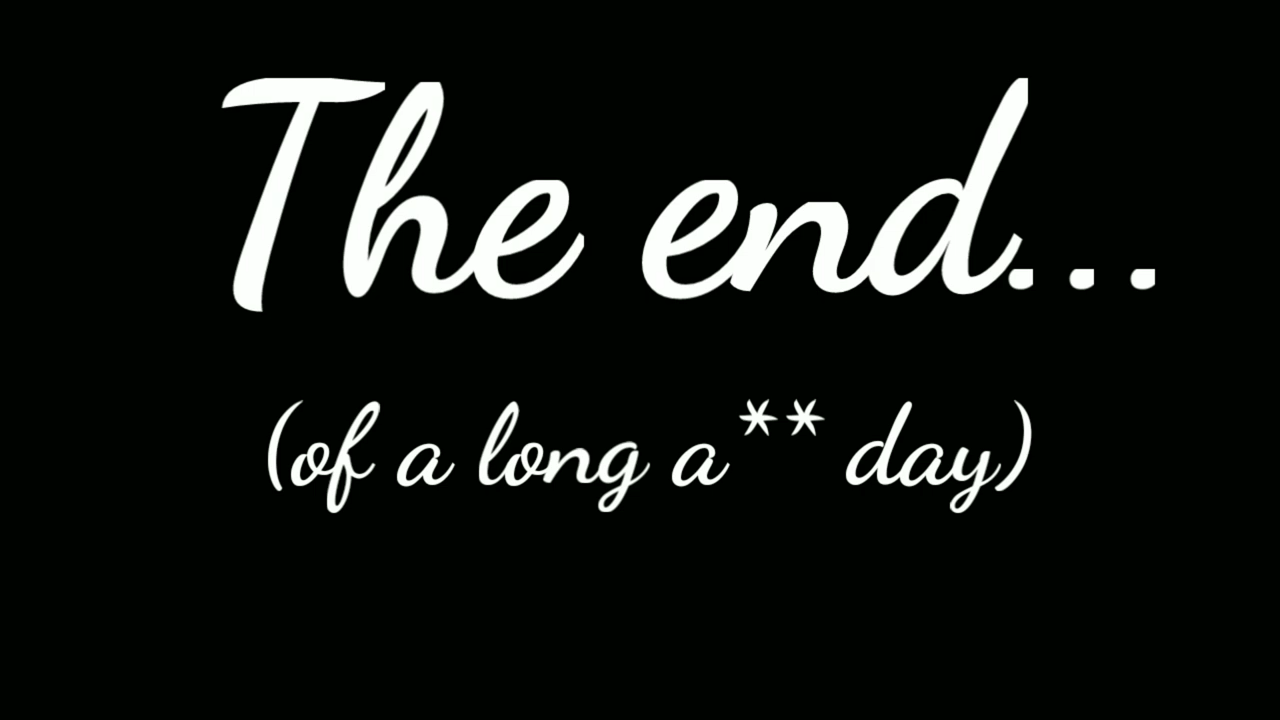 The end...
(of a long a** day)